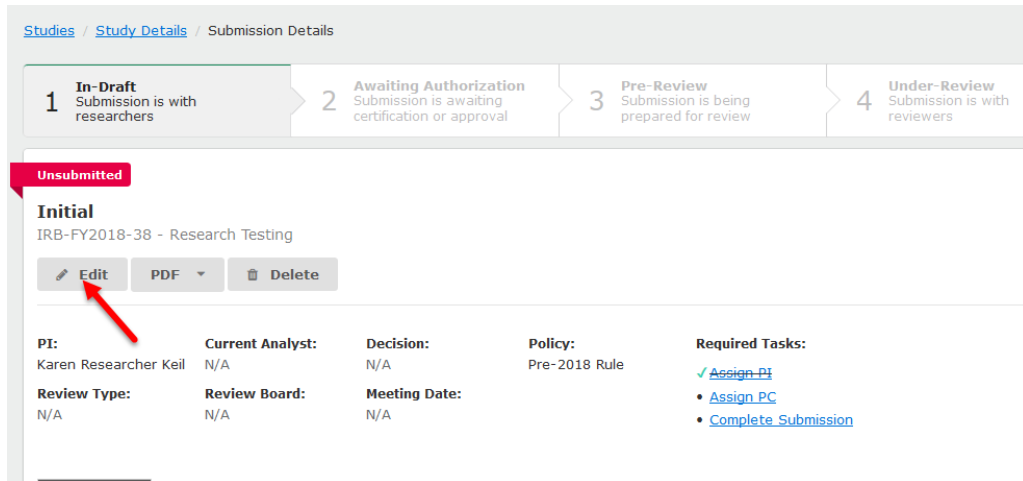 Studies / Study Details / Submission Details
1 In-Draft
Submission is with
researchers
2 Awaiting Authorization
Submission is awaiting
certification or approval
3 Pre-Review
Submission is being
prepared for review
4 Under-Review
Submission is with
reviewers
Unsubmitted
Initial
IRB-FY2018-38 - Research Testing
Edit PDF Delete
PI: Current Analyst: Decision: Policy: Required Tasks:
Karen Researcher Keil N/A N/A Pre-2018 Rule
✓ Assign PI
Review Type: Review Board: Meeting Date:
• Assign PC
N/A N/A N/A
• Complete Submission